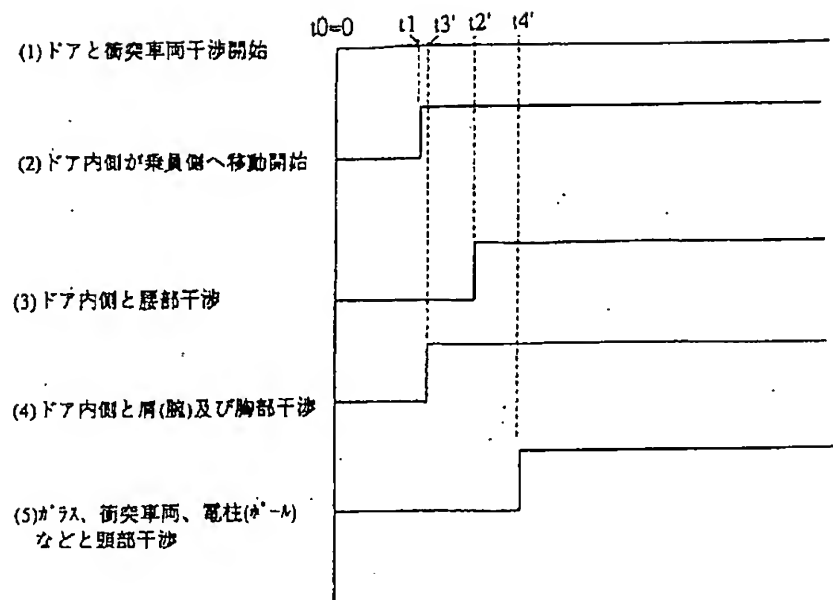 t0=0 t1 t3' t2' t4'
(1)ドアと衝突車両干渉開始
(2)ドア内側が乗員側へ移動開始
(3)ドア内側と腰部干渉
(4)ドア内側と肩(腕)及び胸部干渉
(5)ガラス、衝突車両、電柱(ポール)
などと頭部干渉